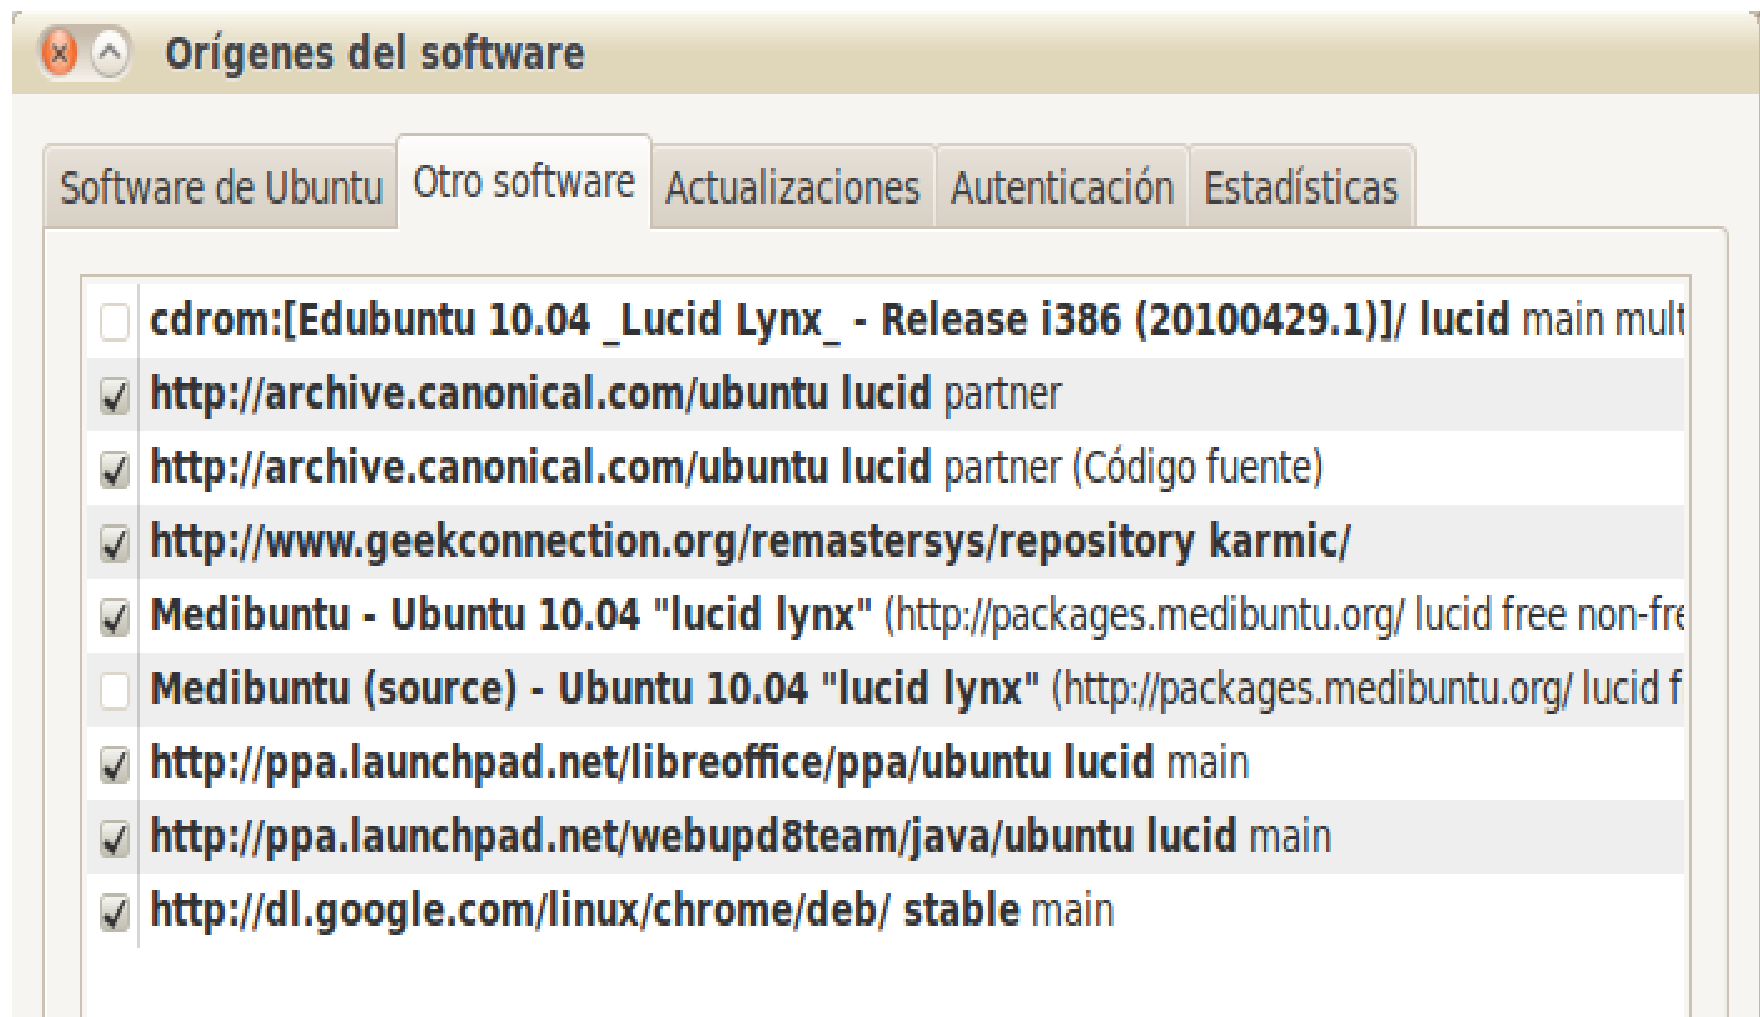 Orígenes del software
Software de Ubuntu Otro software Actualizaciones Autenticación Estadísticas
cdrom:[Edubuntu 10.04 _Lucid Lynx_ - Release i386 (20100429.1)]/ lucid main mult
http://archive.canonical.com/ubuntu lucid partner
http://archive.canonical.com/ubuntu lucid partner (Código fuente)
http://www.geekconnection.org/remastersys/repository karmic/
Medibuntu - Ubuntu 10.04 "lucid lynx" (http://packages.medibuntu.org/ lucid free non-fre
Medibuntu (source) - Ubuntu 10.04 "lucid lynx" (http://packages.medibuntu.org/ lucid f
http://ppa.launchpad.net/libreoffice/ppa/ubuntu lucid main
http://ppa.launchpad.net/webupd8team/java/ubuntu lucid main
http://dl.google.com/linux/chrome/deb/ stable main